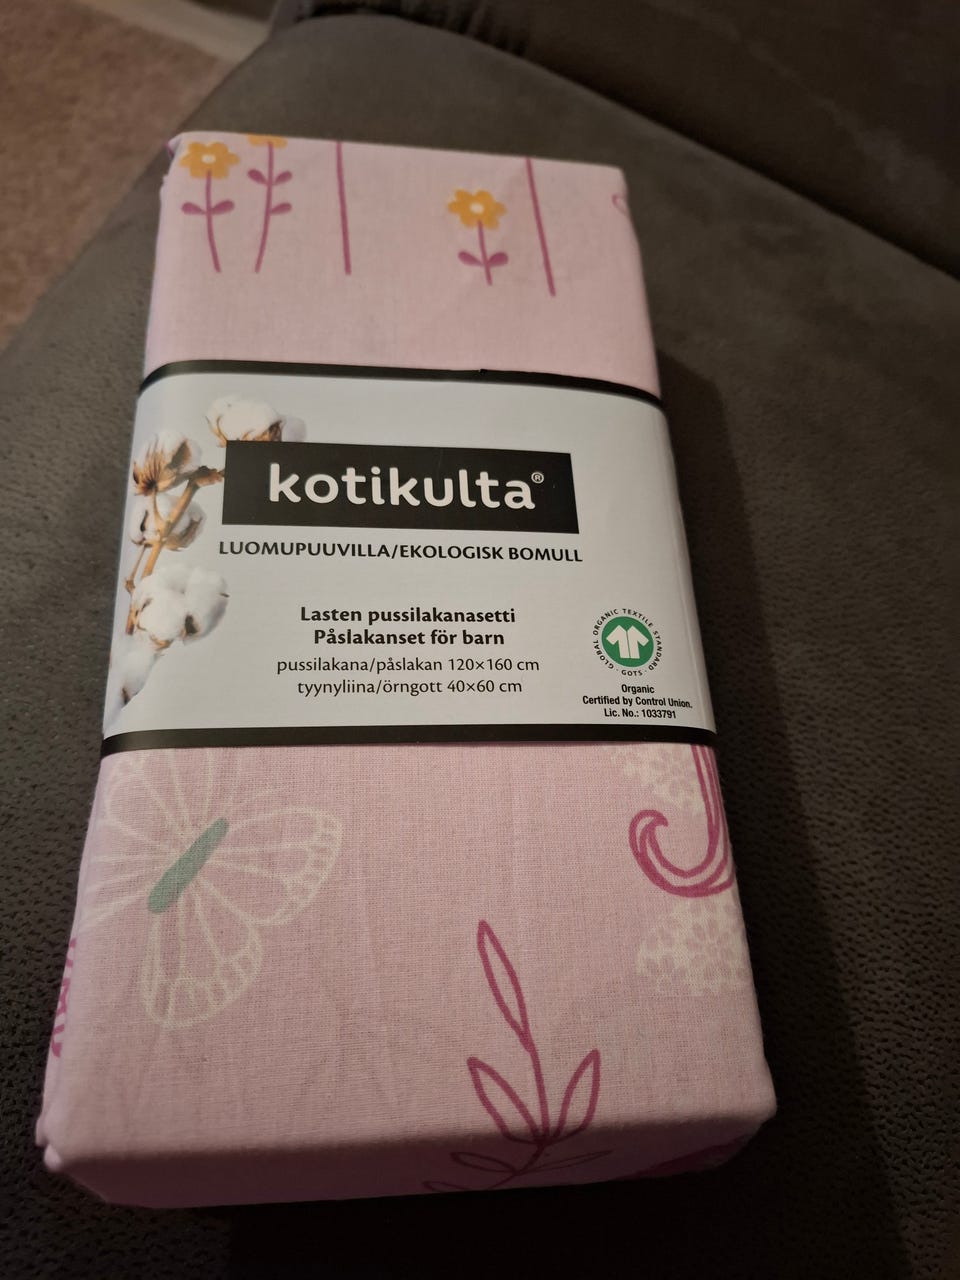 kotikulta®
LUOMUPUUVILLA/EKOLOGISK BOMULL
Lasten pussilakanasetti
Påslakanset för barn
pussilakana/påslakan 120×160 cm
tyynyliina/örngott 40×60 cm
GLOBAL ORGANIC TEXTILE STANDARD · GOTS ·
Organic
Certified by Control Union.
Lic. No.: 1033791